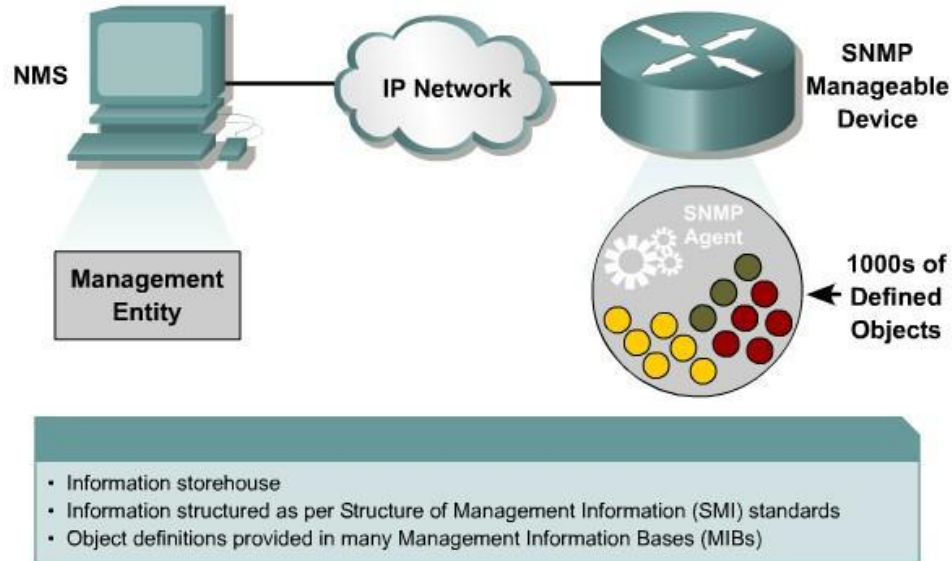 NMS
IP Network
SNMP
Manageable
Device
SNMP
Agent
Management
Entity
1000s of
Defined
Objects
• Information storehouse
• Information structured as per Structure of Management Information (SMI) standards
• Object definitions provided in many Management Information Bases (MIBs)